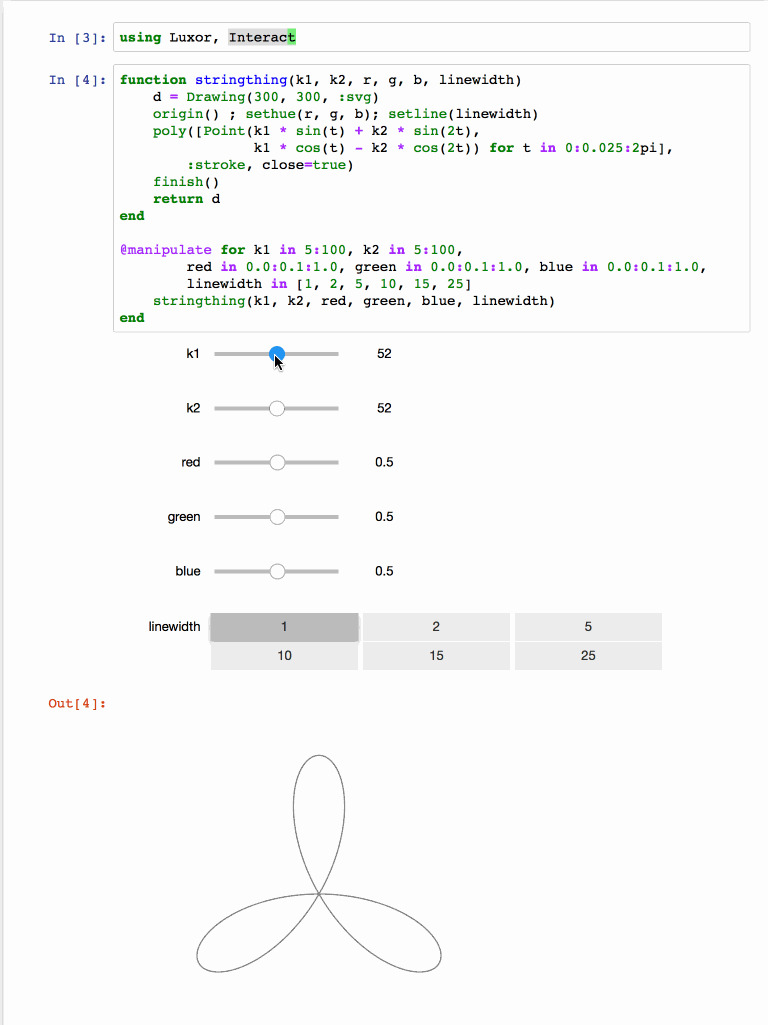 In [3]: using Luxor, Interact
In [4]: function stringthing(k1, k2, r, g, b, linewidth)
    d = Drawing(300, 300, :svg)
    origin() ; sethue(r, g, b); setline(linewidth)
    poly([Point(k1 * sin(t) + k2 * sin(2t),
                k1 * cos(t) - k2 * cos(2t)) for t in 0:0.025:2pi],
        :stroke, close=true)
    finish()
    return d
end
@manipulate for k1 in 5:100, k2 in 5:100,
        red in 0.0:0.1:1.0, green in 0.0:0.1:1.0, blue in 0.0:0.1:1.0,
        linewidth in [1, 2, 5, 10, 15, 25]
    stringthing(k1, k2, red, green, blue, linewidth)
end
k1 52
k2 52
red 0.5
green 0.5
blue 0.5
linewidth 1 2 5
10 15 25
Out[4]: